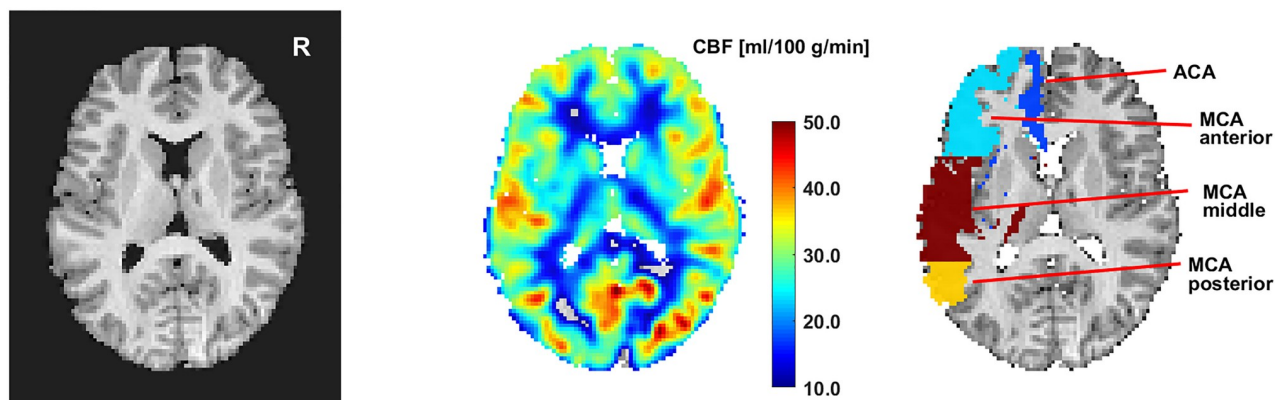 R
CBF [ml/100 g/min]
50.0
40.0
30.0
20.0
10.0
ACA
MCA
anterior
MCA
middle
MCA
posterior